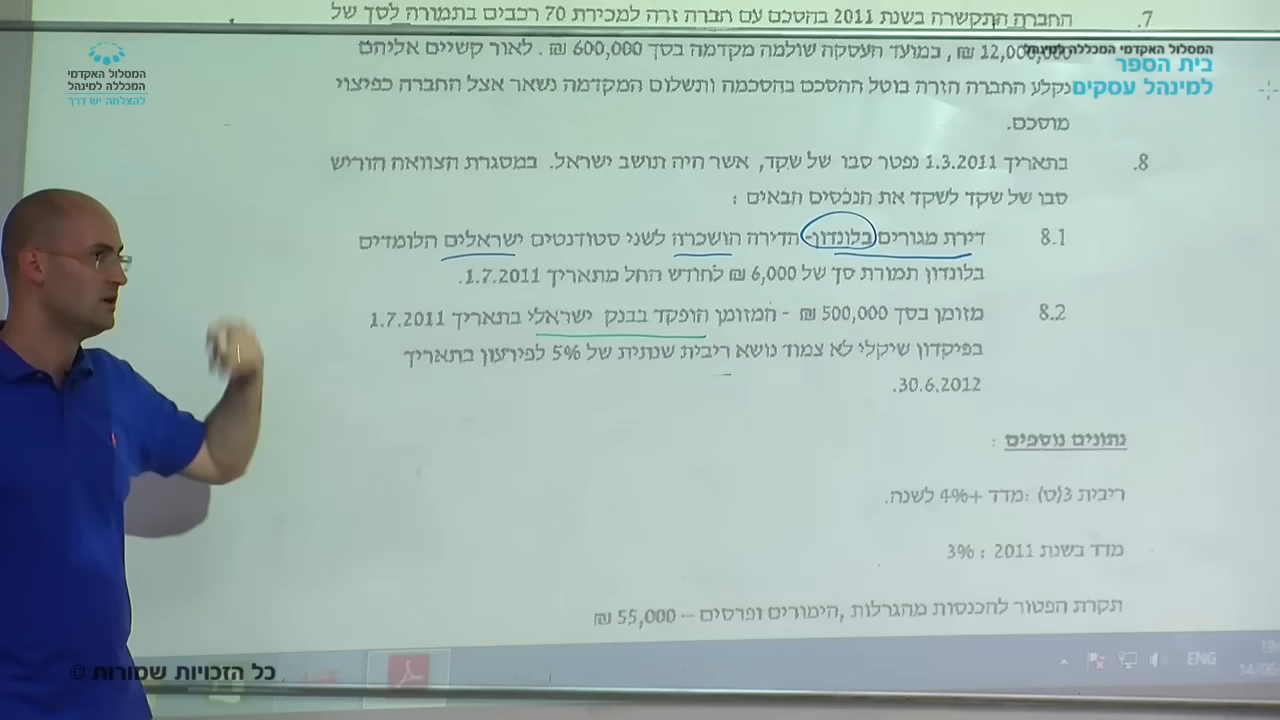 7. החברה התקשרה בשנת 2011 בהסכם עם חברה זרה למכירת 70 רכבים בתמורה לסך של
12,000,000 ₪, במועד העסקה שולמה מקדמה בסך 600,000 ₪. לאור קשיים אליהם
נקלע החברה הזרה בוטל ההסכם בהסכמה ותשלום המקדמה נשאר אצל החברה כפיצוי
מוסכם.
8. בתאריך 1.3.2011 נפטר סבו של שקד, אשר היה תושב ישראל. במסגרת הצוואה הוריש
סבו של שקד לשקד את הנכסים הבאים:
8.1 דירת מגורים בלונדון- הדירה הושכרה לשני סטודנטים ישראלים הלומדים
בלונדון תמורת סך של 6,000 ₪ לחודש החל מתאריך 1.7.2011.
8.2 מזומן בסך 500,000 ₪ - המזומן הופקד בבנק ישראלי בתאריך 1.7.2011
בפיקדון שיקלי לא צמוד נושא ריבית שנתית של 5% לפירעון בתאריך
30.6.2012.
נתונים נוספים:
ריבית 3(ט): מדד +4% לשנה.
מדד בשנת 2011: 3%
תקרת הפטור להכנסות מהגרלות, הימורים ופרסים – 55,000 ₪
המסלול האקדמי המכללה למינהל
בית הספר
למינהל עסקים
המסלול האקדמי
המכללה למינהל
להצלחה יש דרך
כל הזכויות שמורות ©
ENG